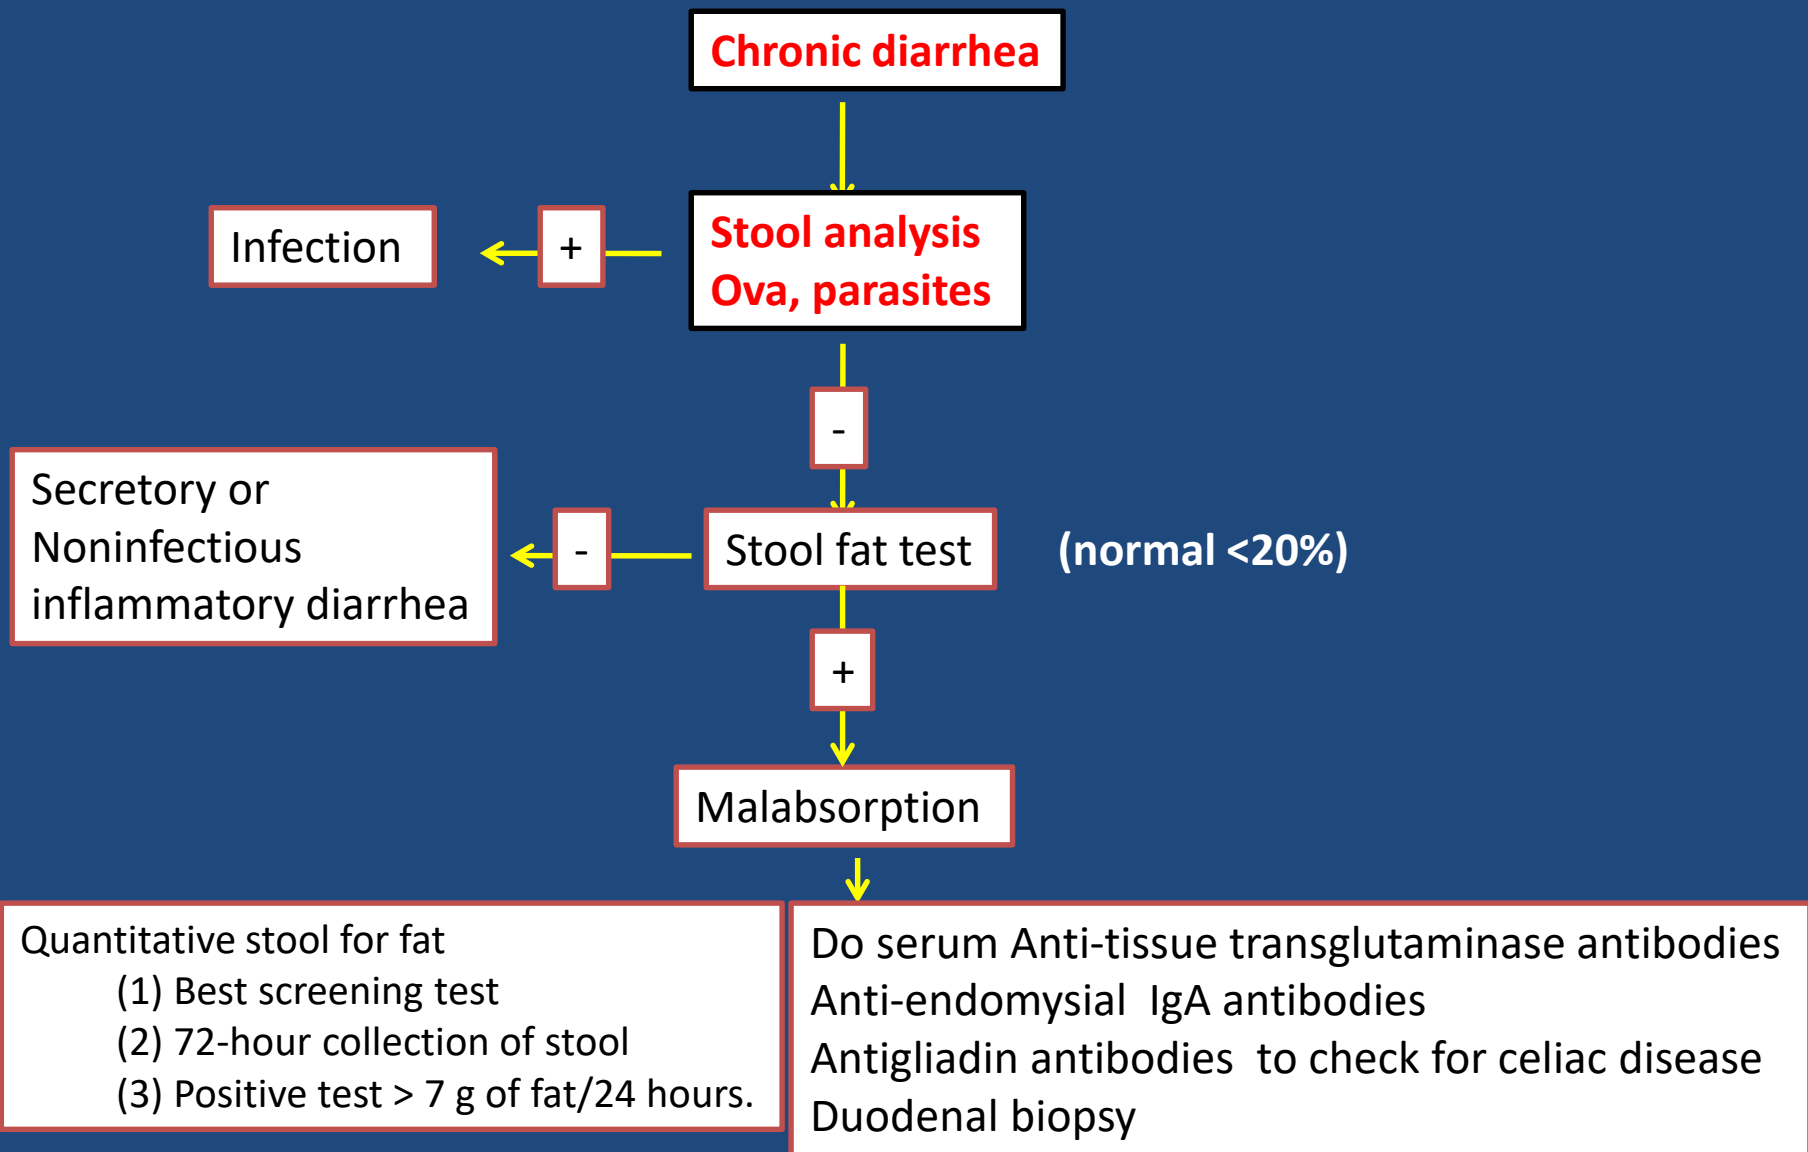 Chronic diarrhea
Stool analysis
Ova, parasites
+
Infection
-
Stool fat test
(normal <20%)
-
Secretory or
Noninfectious
inflammatory diarrhea
+
Malabsorption
Quantitative stool for fat
(1) Best screening test
(2) 72-hour collection of stool
(3) Positive test > 7 g of fat/24 hours.
Do serum Anti-tissue transglutaminase antibodies
Anti-endomysial IgA antibodies
Antigliadin antibodies to check for celiac disease
Duodenal biopsy